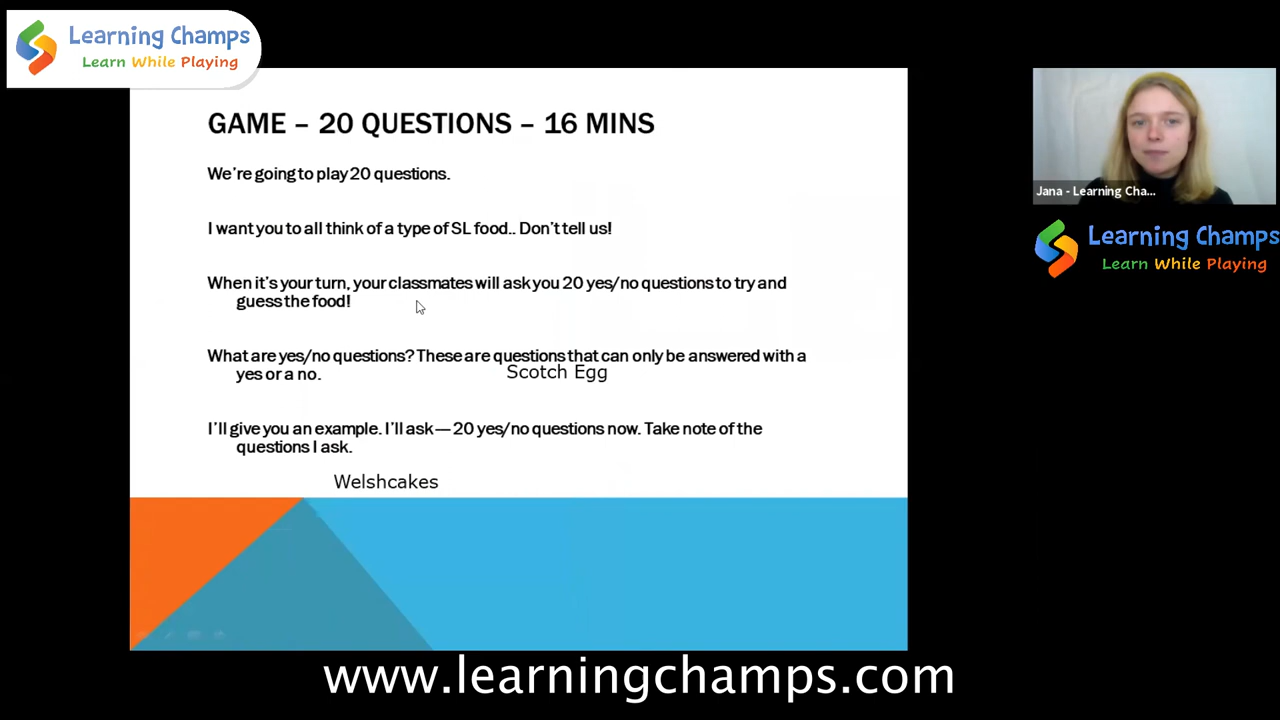 Learning Champs
Learn While Playing
GAME – 20 QUESTIONS – 16 MINS
We're going to play 20 questions.
I want you to all think of a type of SL food.. Don't tell us!
When it's your turn, your classmates will ask you 20 yes/no questions to try and
guess the food!
What are yes/no questions? These are questions that can only be answered with a
yes or a no.
Scotch Egg
I'll give you an example. I'll ask — 20 yes/no questions now. Take note of the
questions I ask.
Welshcakes
Jana - Learning Cha...
Learning Champs
Learn While Playing
www.learningchamps.com